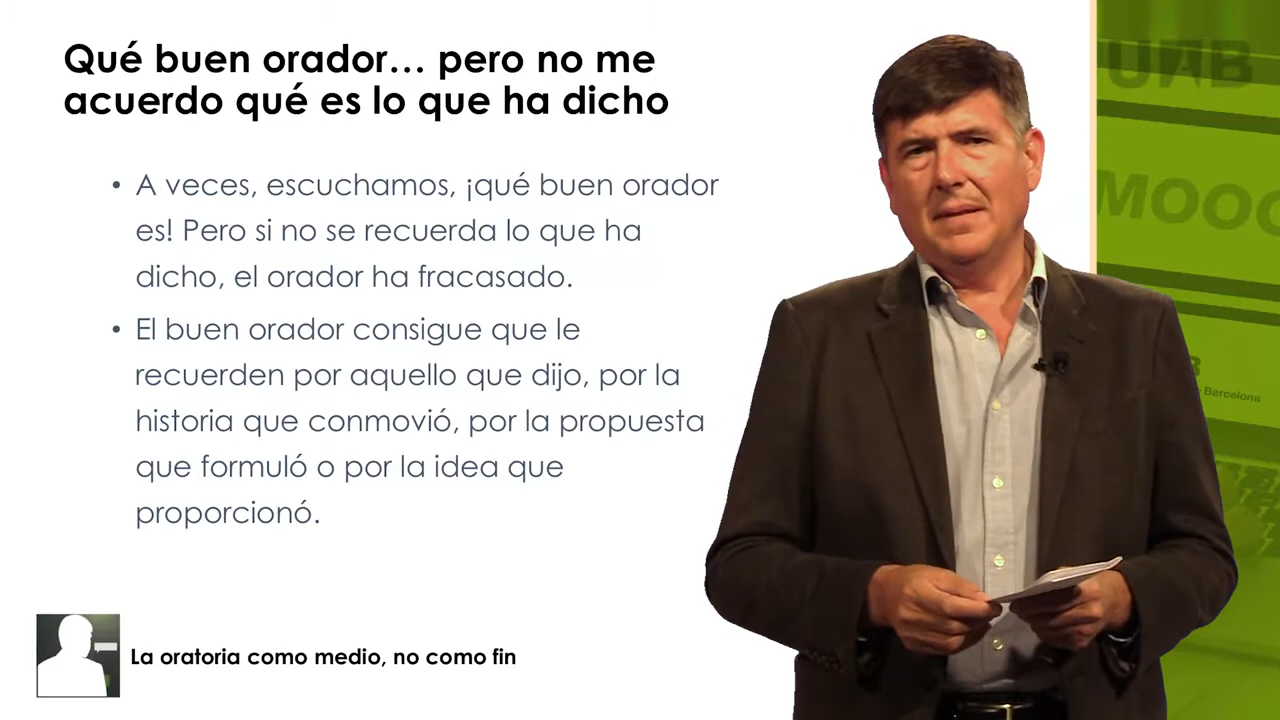 Qué buen orador... pero no me
acuerdo qué es lo que ha dicho
• A veces, escuchamos, ¡qué buen orador
es! Pero si no se recuerda lo que ha
dicho, el orador ha fracasado.
• El buen orador consigue que le
recuerden por aquello que dijo, por la
historia que conmovió, por la propuesta
que formuló o por la idea que
proporcionó.
La oratoria como medio, no como fin
UAB
MOOC
B
Barcelona